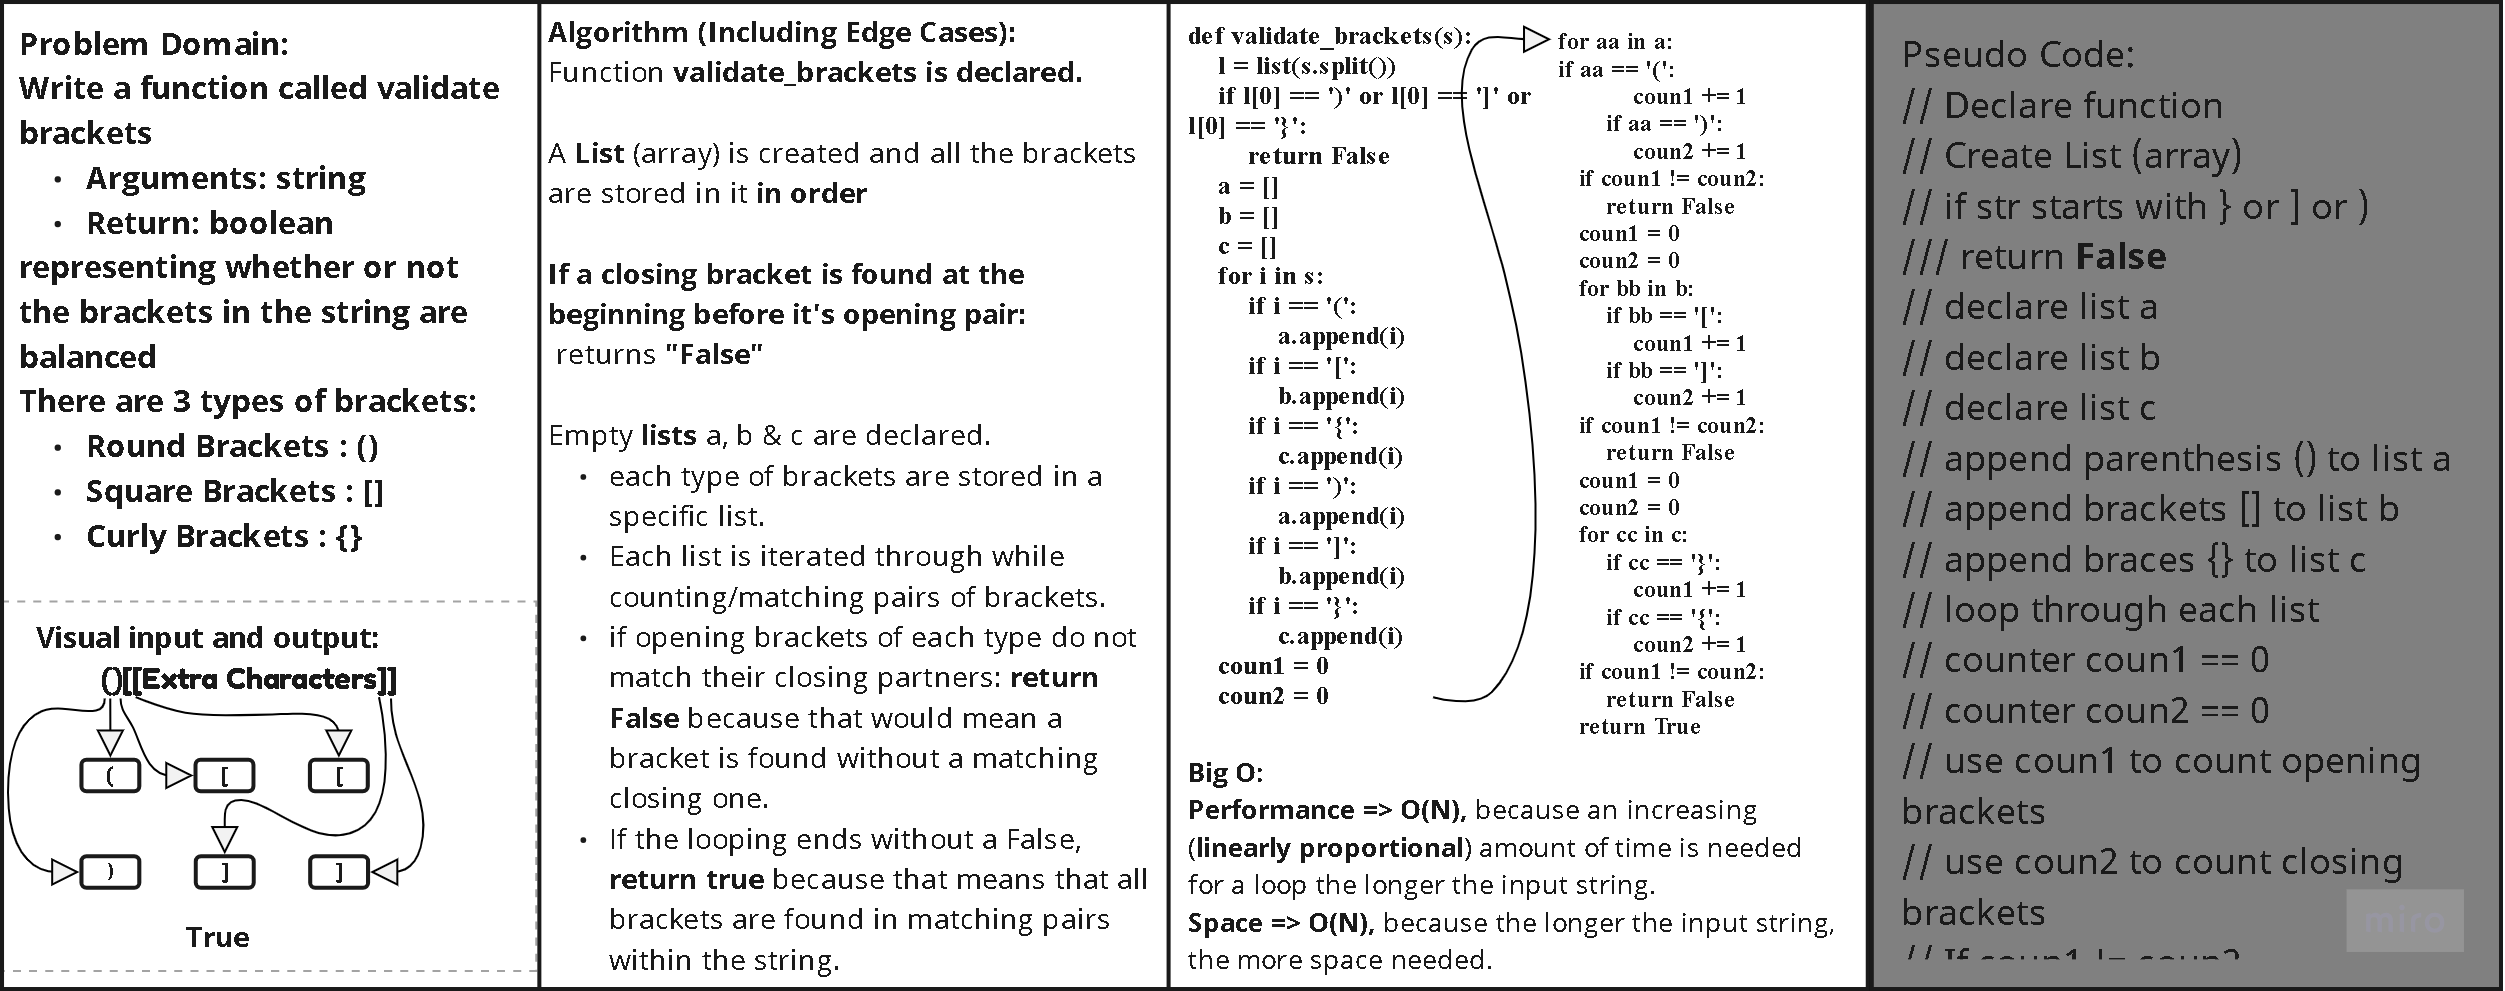 Problem Domain:
Write a function called validate
brackets
• Arguments: string
• Return: boolean
representing whether or not
the brackets in the string are
balanced
There are 3 types of brackets:
• Round Brackets : ()
• Square Brackets : []
• Curly Brackets : {}
Visual input and output:
()[[Extra Characters]]
(
[
[
)
]
]
True
Algorithm (Including Edge Cases):
Function validate_brackets is declared.
A List (array) is created and all the brackets
are stored in it in order
If a closing bracket is found at the
beginning before it's opening pair:
returns "False"
Empty lists a, b & c are declared.
• each type of brackets are stored in a
specific list.
• Each list is iterated through while
counting/matching pairs of brackets.
• if opening brackets of each type do not
match their closing partners: return
False because that would mean a
bracket is found without a matching
closing one.
• If the looping ends without a False,
return true because that means that all
brackets are found in matching pairs
within the string.
def validate_brackets(s):
l = list(s.split())
if l[0] == ')' or l[0] == ']' or
l[0] == '}':
return False
a = []
b = []
c = []
for i in s:
if i == '(':
a.append(i)
if i == '[':
b.append(i)
if i == '{':
c.append(i)
if i == ')':
a.append(i)
if i == ']':
b.append(i)
if i == '}':
c.append(i)
coun1 = 0
coun2 = 0
for aa in a:
if aa == '(':
coun1 += 1
if aa == ')':
coun2 += 1
if coun1 != coun2:
return False
coun1 = 0
coun2 = 0
for bb in b:
if bb == '[':
coun1 += 1
if bb == ']':
coun2 += 1
if coun1 != coun2:
return False
coun1 = 0
coun2 = 0
for cc in c:
if cc == '}':
coun1 += 1
if cc == '{':
coun2 += 1
if coun1 != coun2:
return False
return True
Big O:
Performance => O(N), because an increasing
(linearly proportional) amount of time is needed
for a loop the longer the input string.
Space => O(N), because the longer the input string,
the more space needed.
Pseudo Code:
// Declare function
// Create List (array)
// if str starts with } or ] or )
/// return False
// declare list a
// declare list b
// declare list c
// append parenthesis () to list a
// append brackets [] to list b
// append braces {} to list c
// loop through each list
// counter coun1 == 0
// counter coun2 == 0
// use coun1 to count opening
brackets
// use coun2 to count closing
brackets
// If coun1 != coun2
miro